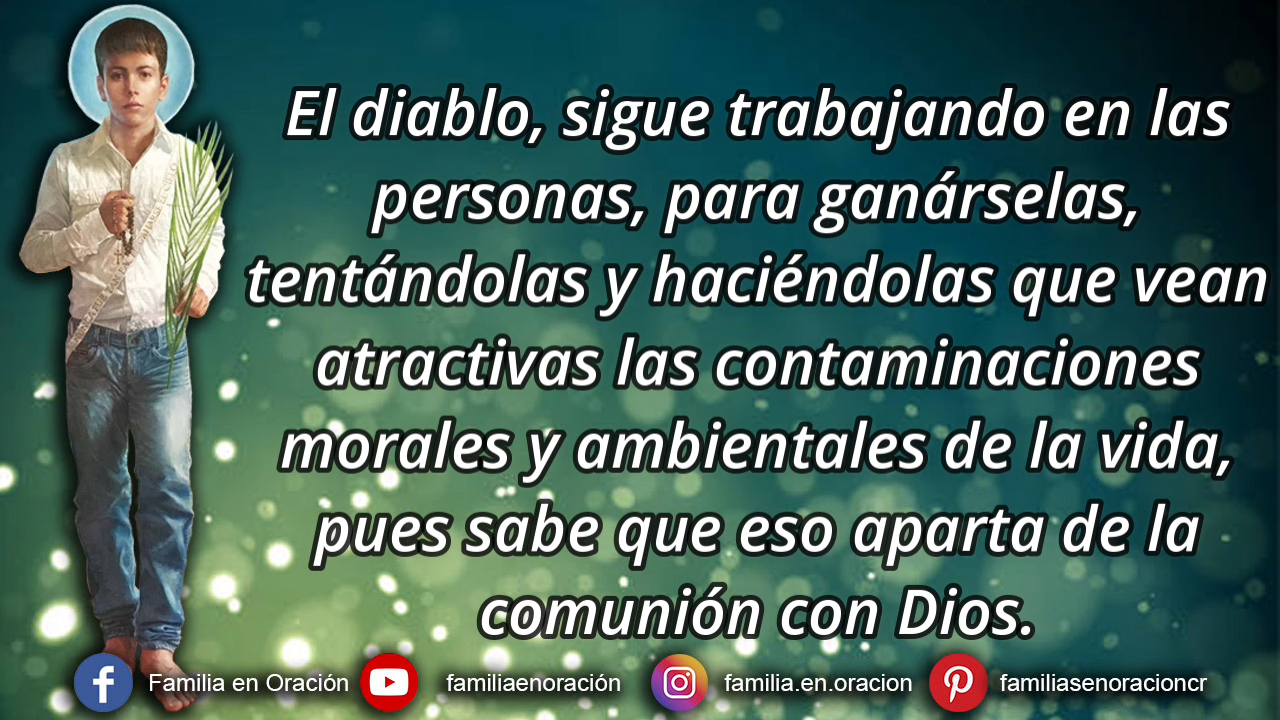 El diablo, sigue trabajando en las
personas, para ganárselas,
tentándolas y haciéndolas que vean
atractivas las contaminaciones
morales y ambientales de la vida,
pues sabe que eso aparta de la
comunión con Dios.
Familia en Oración
familiaenoración
familia.en.oracion
familiasenoracioncr